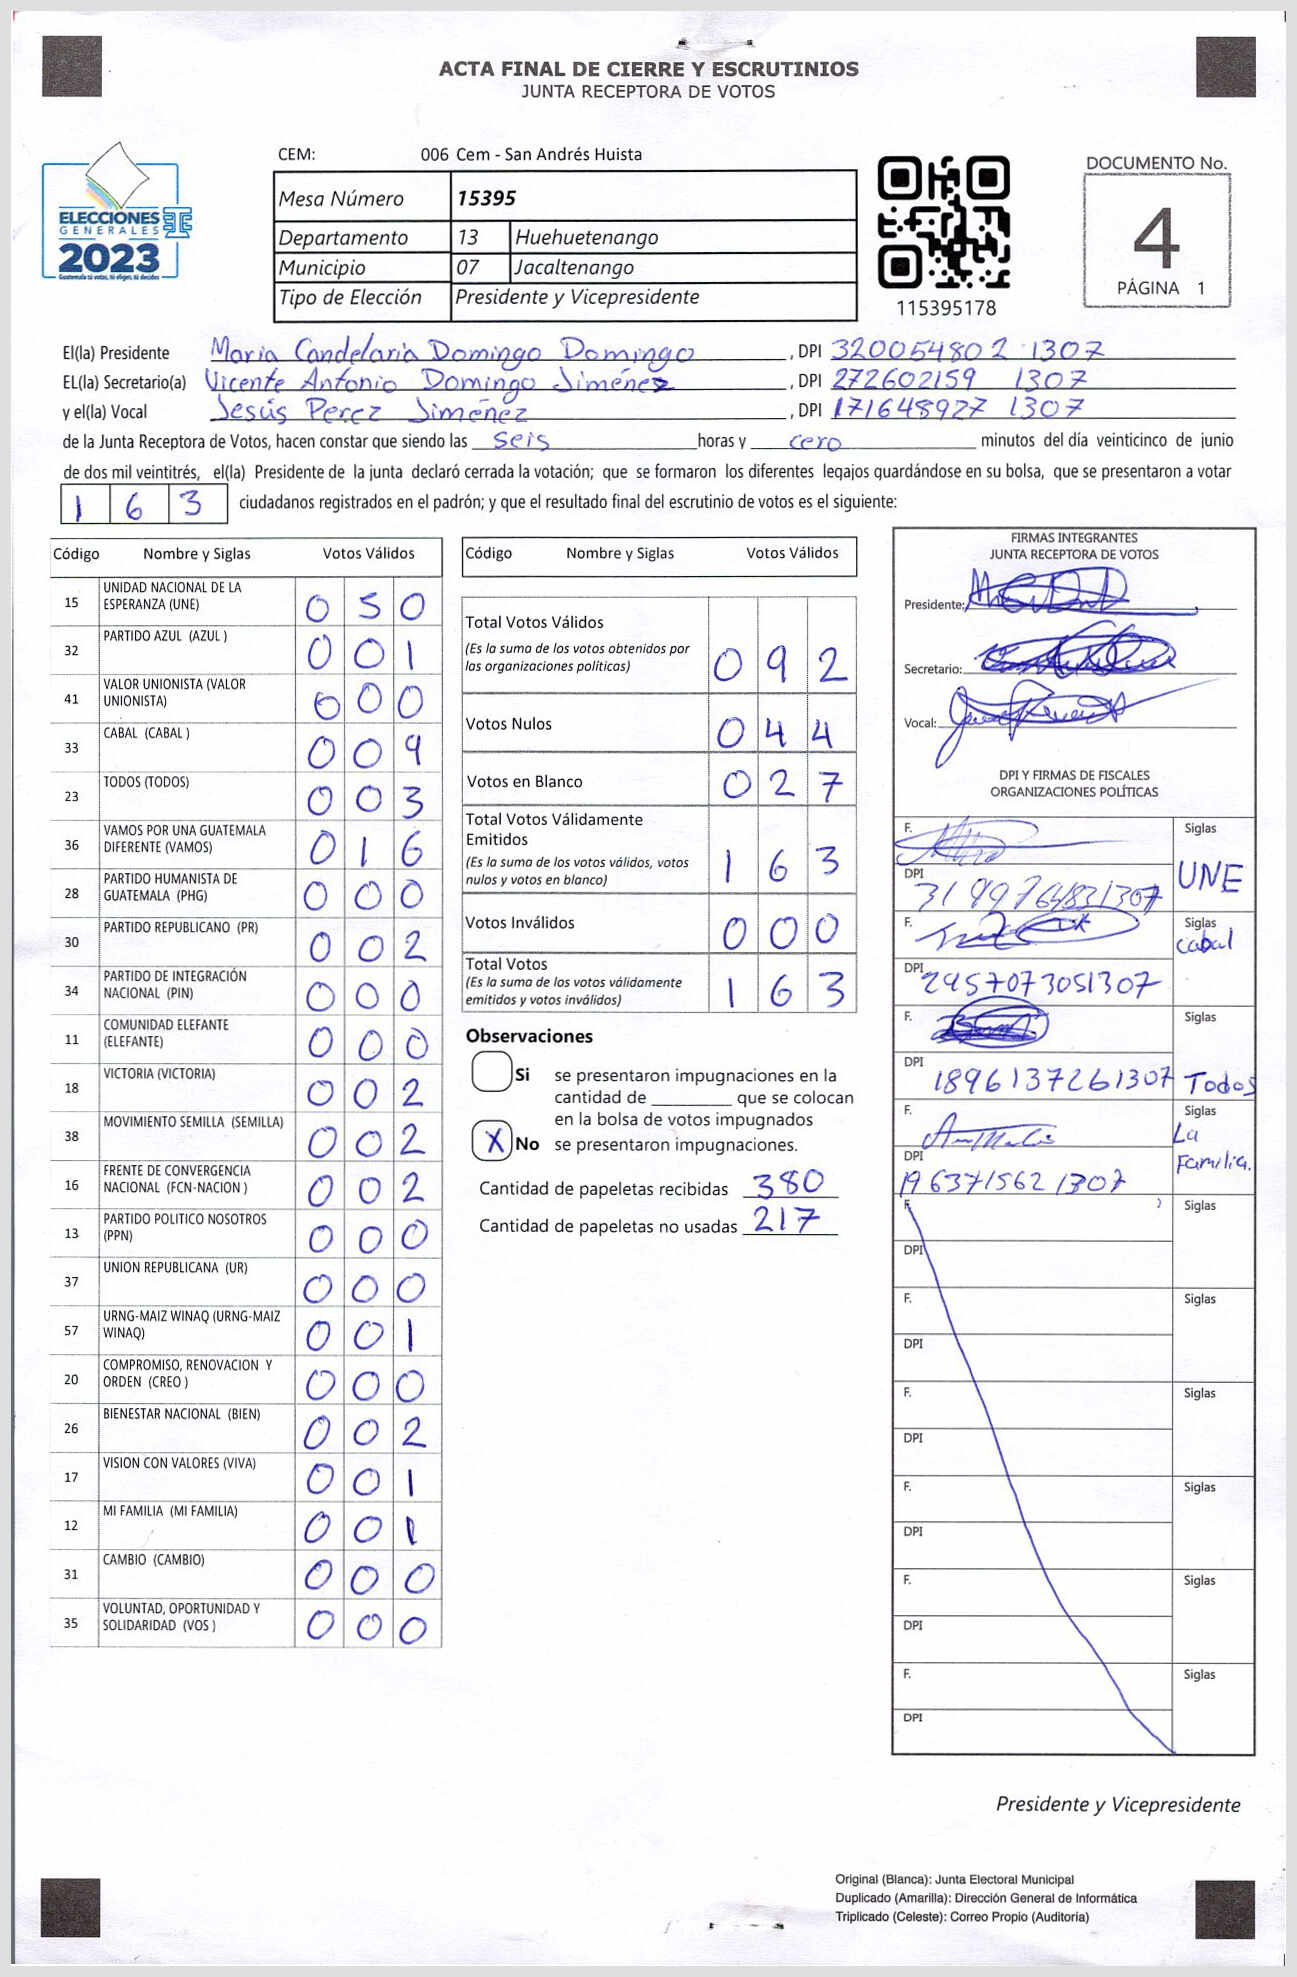 ACTA FINAL DE CIERRE Y ESCRUTINIOS
JUNTA RECEPTORA DE VOTOS
ELECCIONES
GENERALES
2023
Guatemala tú votas, tú eliges, tú decides
CEM: 006 Cem - San Andrés Huista
Mesa Número 15395
Departamento 13 Huehuetenango
Municipio 07 Jacaltenango
Tipo de Elección Presidente y Vicepresidente
115395178
DOCUMENTO No.
4
PÁGINA 1
El(la) Presidente Maria Candelaria Domingo Domingo, DPI 320054802 1307
EL(la) Secretario(a) Vicente Antonio Domingo Jiménez, DPI 272602159 1307
y el(la) Vocal Jesús Perez Jiménez, DPI 171648927 1307
de la Junta Receptora de Votos, hacen constar que siendo las seis horas y cero minutos del día veinticinco de junio
de dos mil veintitrés, el(la) Presidente de la junta declaró cerrada la votación; que se formaron los diferentes legajos guardándose en su bolsa, que se presentaron a votar
1 6 3 ciudadanos registrados en el padrón; y que el resultado final del escrutinio de votos es el siguiente:
Código Nombre y Siglas Votos Válidos
15 UNIDAD NACIONAL DE LA
ESPERANZA (UNE) 0 5 0
32 PARTIDO AZUL (AZUL ) 0 0 1
41 VALOR UNIONISTA (VALOR
UNIONISTA) 0 0 0
33 CABAL (CABAL ) 0 0 9
23 TODOS (TODOS) 0 0 3
36 VAMOS POR UNA GUATEMALA
DIFERENTE (VAMOS) 0 1 6
28 PARTIDO HUMANISTA DE
GUATEMALA (PHG) 0 0 0
30 PARTIDO REPUBLICANO (PR) 0 0 2
34 PARTIDO DE INTEGRACIÓN
NACIONAL (PIN) 0 0 0
11 COMUNIDAD ELEFANTE
(ELEFANTE) 0 0 0
18 VICTORIA (VICTORIA) 0 0 2
38 MOVIMIENTO SEMILLA (SEMILLA) 0 0 2
16 FRENTE DE CONVERGENCIA
NACIONAL (FCN-NACION ) 0 0 2
13 PARTIDO POLITICO NOSOTROS
(PPN) 0 0 0
37 UNION REPUBLICANA (UR) 0 0 0
57 URNG-MAIZ WINAQ (URNG-MAIZ
WINAQ) 0 0 1
20 COMPROMISO, RENOVACION Y
ORDEN (CREO ) 0 0 0
26 BIENESTAR NACIONAL (BIEN) 0 0 2
17 VISION CON VALORES (VIVA) 0 0 1
12 MI FAMILIA (MI FAMILIA) 0 0 1
31 CAMBIO (CAMBIO) 0 0 0
35 VOLUNTAD, OPORTUNIDAD Y
SOLIDARIDAD (VOS ) 0 0 0
Código Nombre y Siglas Votos Válidos
Total Votos Válidos
(Es la suma de los votos obtenidos por
las organizaciones políticas) 0 9 2
Votos Nulos 0 4 4
Votos en Blanco 0 2 7
Total Votos Válidamente
Emitidos
(Es la suma de los votos válidos, votos
nulos y votos en blanco) 1 6 3
Votos Inválidos 0 0 0
Total Votos
(Es la suma de los votos válidamente
emitidos y votos inválidos) 1 6 3
Observaciones
Si se presentaron impugnaciones en la
cantidad de ________ que se colocan
en la bolsa de votos impugnados
X No se presentaron impugnaciones.
Cantidad de papeletas recibidas 380
Cantidad de papeletas no usadas 217
FIRMAS INTEGRANTES
JUNTA RECEPTORA DE VOTOS
Presidente:
Secretario:
Vocal:
DPI Y FIRMAS DE FISCALES
ORGANIZACIONES POLÍTICAS
F. Siglas
UNE
DPI 3199764831307
F. Siglas
Cabal
DPI 2957073051307
F. Siglas
DPI 1896137261307 Todos
F. Siglas
La
Familia.
DPI 196371562 1307
F. Siglas
DPI
F. Siglas
DPI
F. Siglas
DPI
F. Siglas
DPI
F. Siglas
DPI
F. Siglas
DPI
Presidente y Vicepresidente
Original (Blanca): Junta Electoral Municipal
Duplicado (Amarilla): Dirección General de Informática
Triplicado (Celeste): Correo Propio (Auditoría)